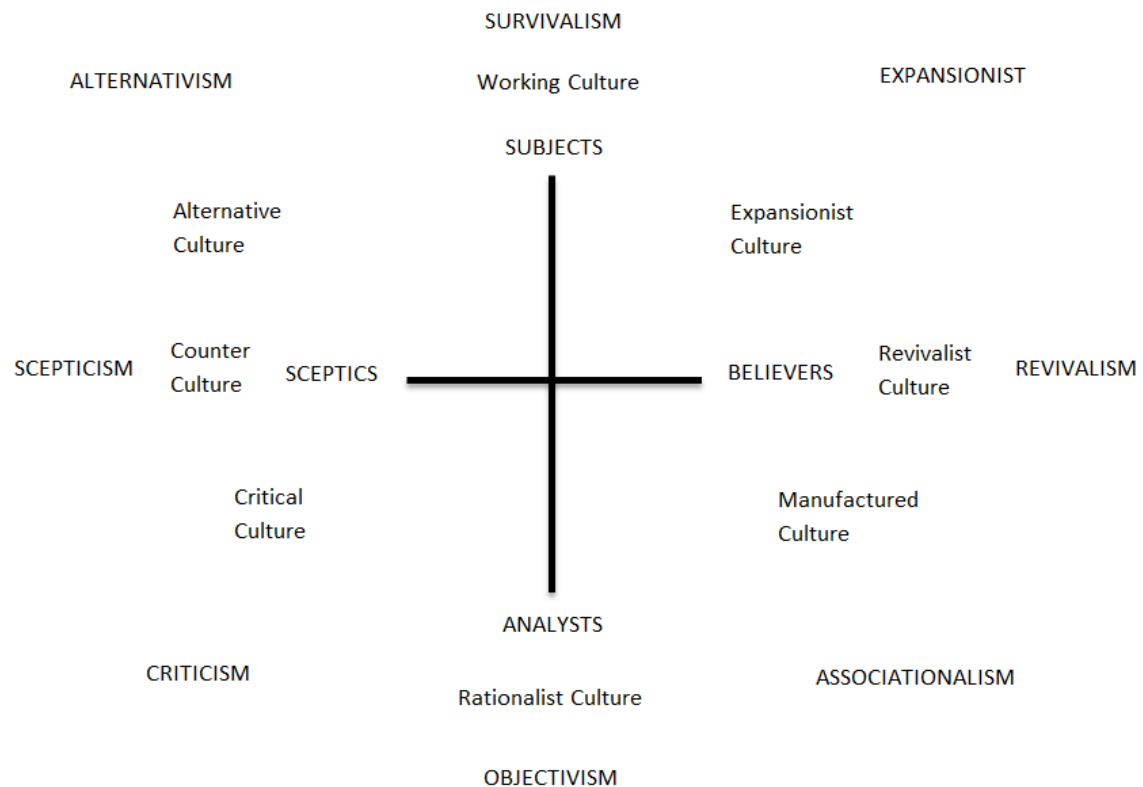 SURVIVALISM
ALTERNATIVISM
Working Culture
EXPANSIONIST
SUBJECTS
Alternative
Culture
Expansionist
Culture
SCEPTICISM
Counter
Culture
SCEPTICS
BELIEVERS
Revivalist
Culture
REVIVALISM
Critical
Culture
Manufactured
Culture
ANALYSTS
CRITICISM
Rationalist Culture
ASSOCIATIONALISM
OBJECTIVISM